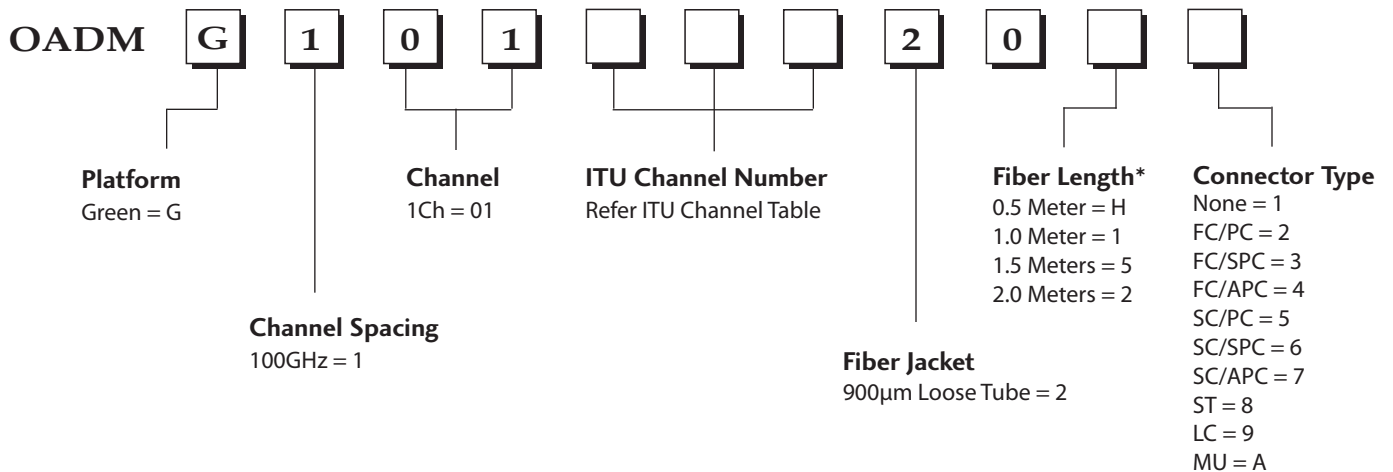 OADM G 1 0 1 2 0
Platform
Green = G
Channel
1Ch = 01
ITU Channel Number
Refer ITU Channel Table
Fiber Length*
0.5 Meter = H
1.0 Meter = 1
1.5 Meters = 5
2.0 Meters = 2
Connector Type
None = 1
FC/PC = 2
FC/SPC = 3
FC/APC = 4
SC/PC = 5
SC/SPC = 6
SC/APC = 7
ST = 8
LC = 9
MU = A
Channel Spacing
100GHz = 1
Fiber Jacket
900µm Loose Tube = 2